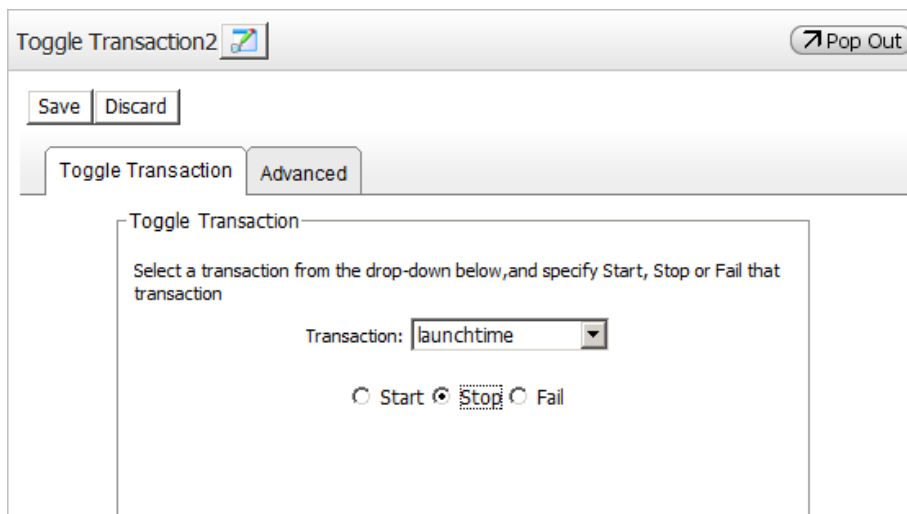 Toggle Transaction2
Pop Out
Save Discard
Toggle Transaction Advanced
Toggle Transaction
Select a transaction from the drop-down below,and specify Start, Stop or Fail that
transaction
Transaction: launchtime
Start Stop Fail